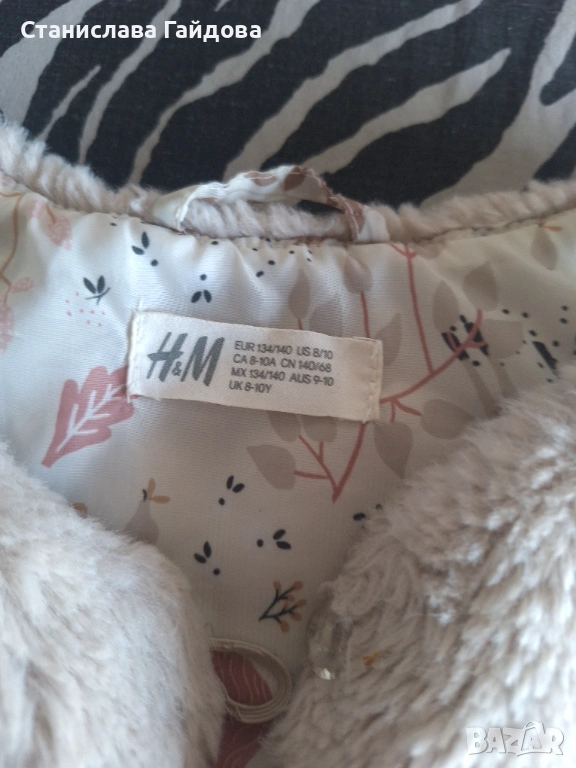 Станислава Гайдова
H&M
EUR 134/140 US 8/10
CA 8-10A CN 140/68
MX 134/140 AUS 9-10
UK 8-10Y
BAZAR